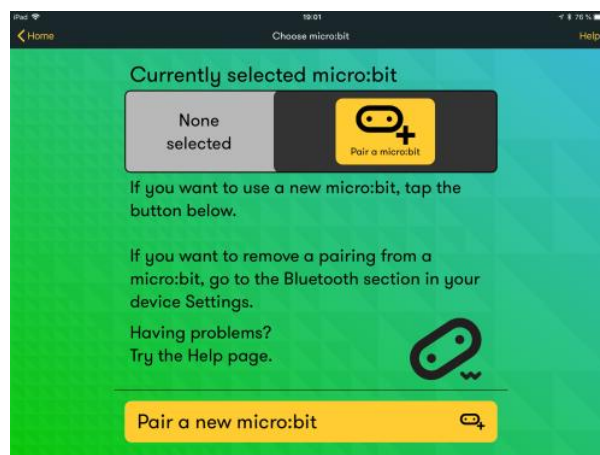 iPad 19:01 76 %
Home Choose micro:bit Help
Currently selected micro:bit
None
selected
Pair a micro:bit
If you want to use a new micro:bit, tap the
button below.
If you want to remove a pairing from a
micro:bit, go to the Bluetooth section in your
device Settings.
Having problems?
Try the Help page.
Pair a new micro:bit